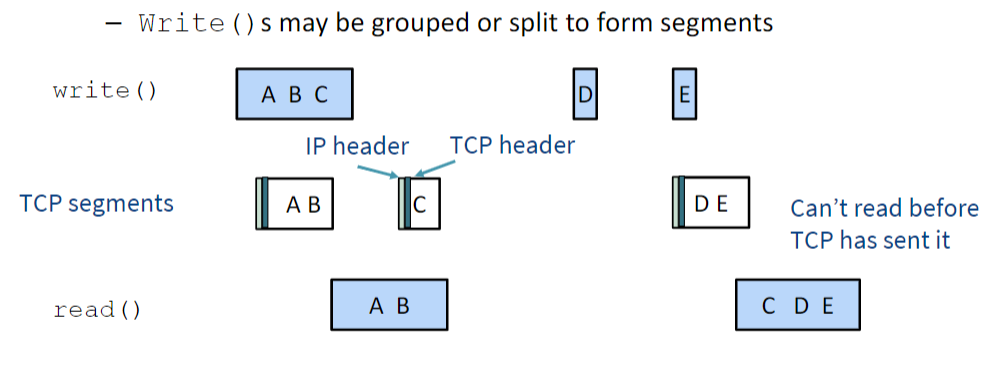 – Write()s may be grouped or split to form segments
write()
A B C
D
E
IP header
TCP header
TCP segments
A B
C
D E
Can’t read before
TCP has sent it
read()
A B
C D E